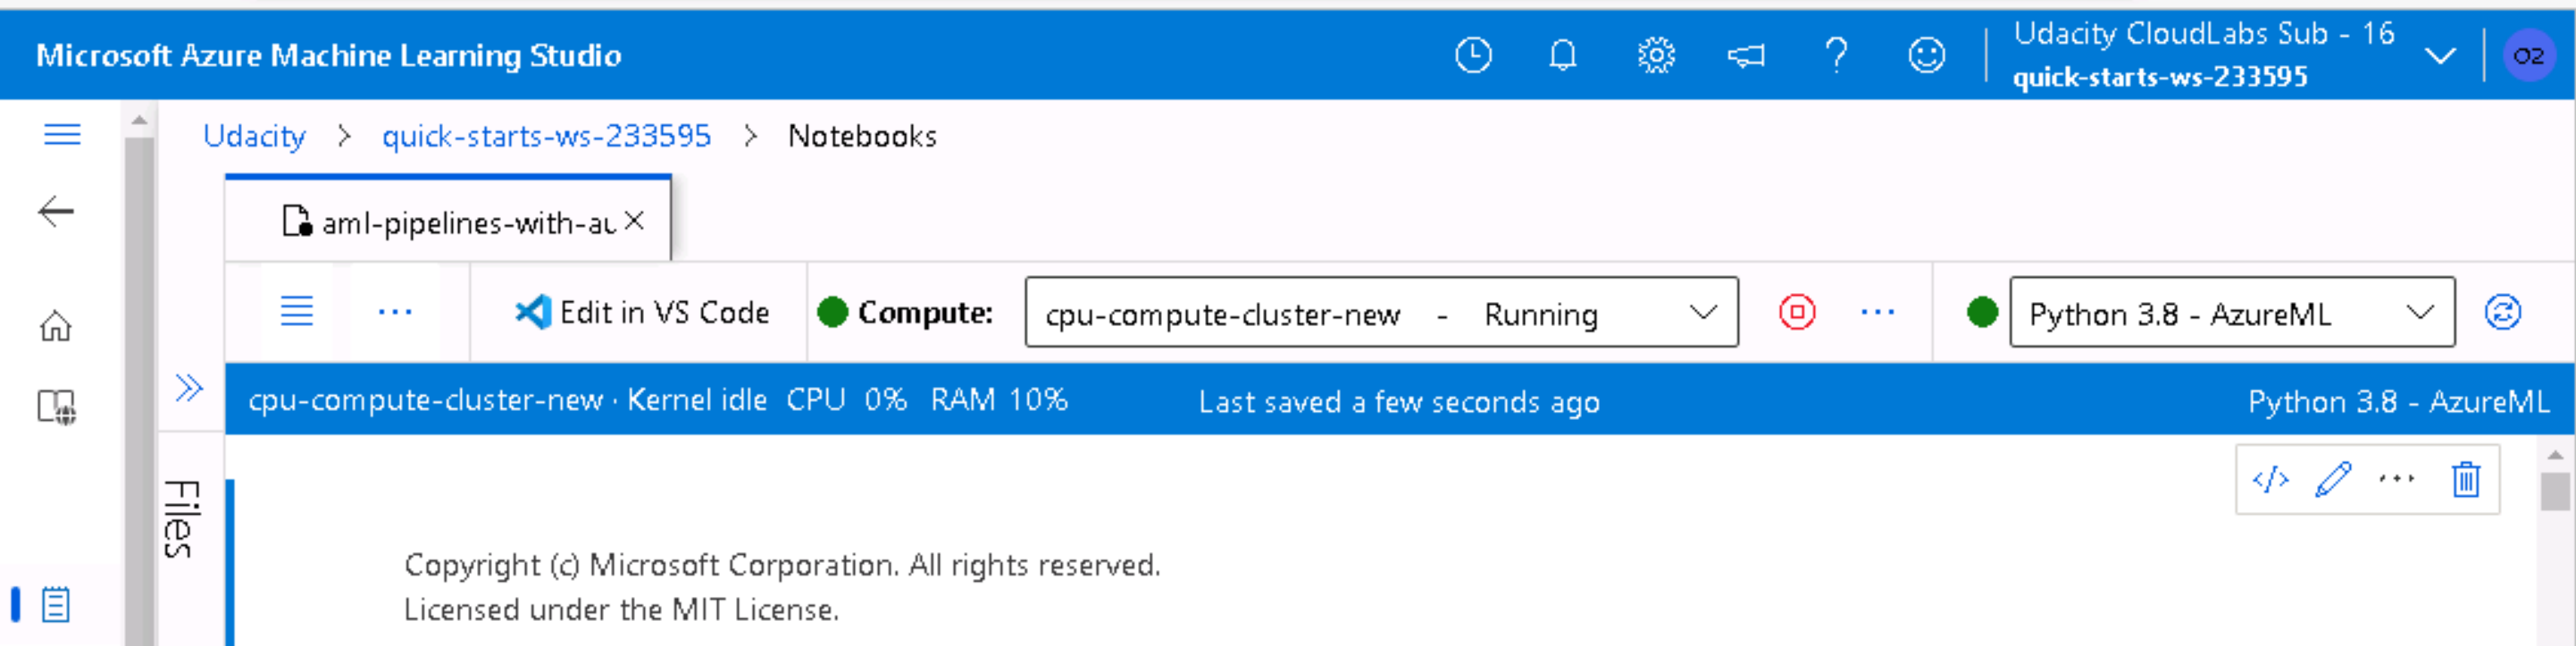 Microsoft Azure Machine Learning Studio
Udacity CloudLabs Sub - 16
quick-starts-ws-233595
O2
Udacity > quick-starts-ws-233595 > Notebooks
aml-pipelines-with-au
Edit in VS Code
Compute:
cpu-compute-cluster-new - Running
Python 3.8 - AzureML
cpu-compute-cluster-new · Kernel idle CPU 0% RAM 10%
Last saved a few seconds ago
Python 3.8 - AzureML
Files
Copyright (c) Microsoft Corporation. All rights reserved.
Licensed under the MIT License.